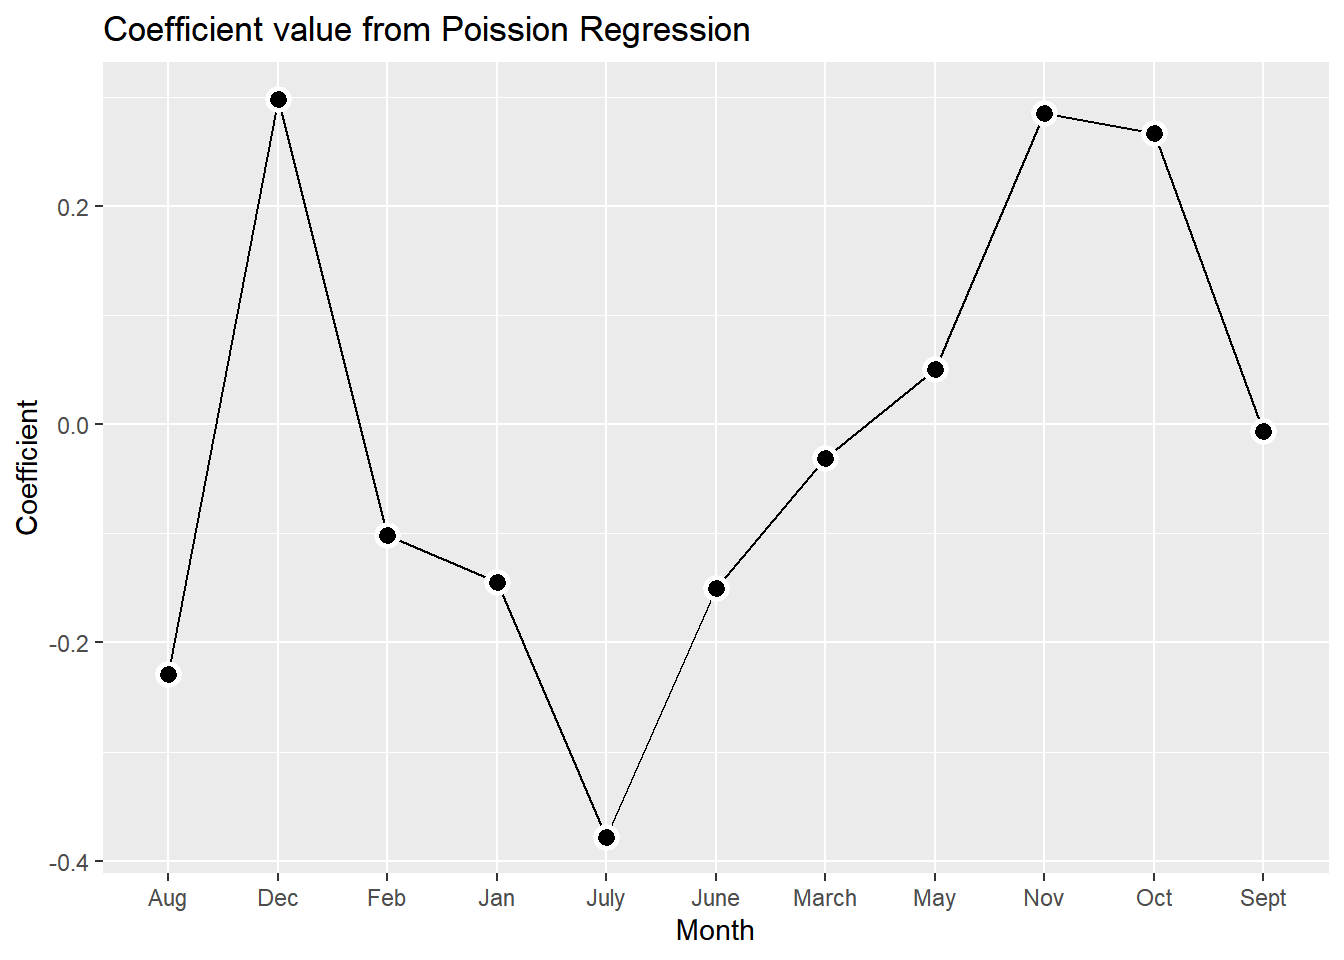 Coefficient value from Poission Regression
Coefficient
0.2
0.0
-0.2
-0.4
Aug Dec Feb Jan July June March May Nov Oct Sept
Month